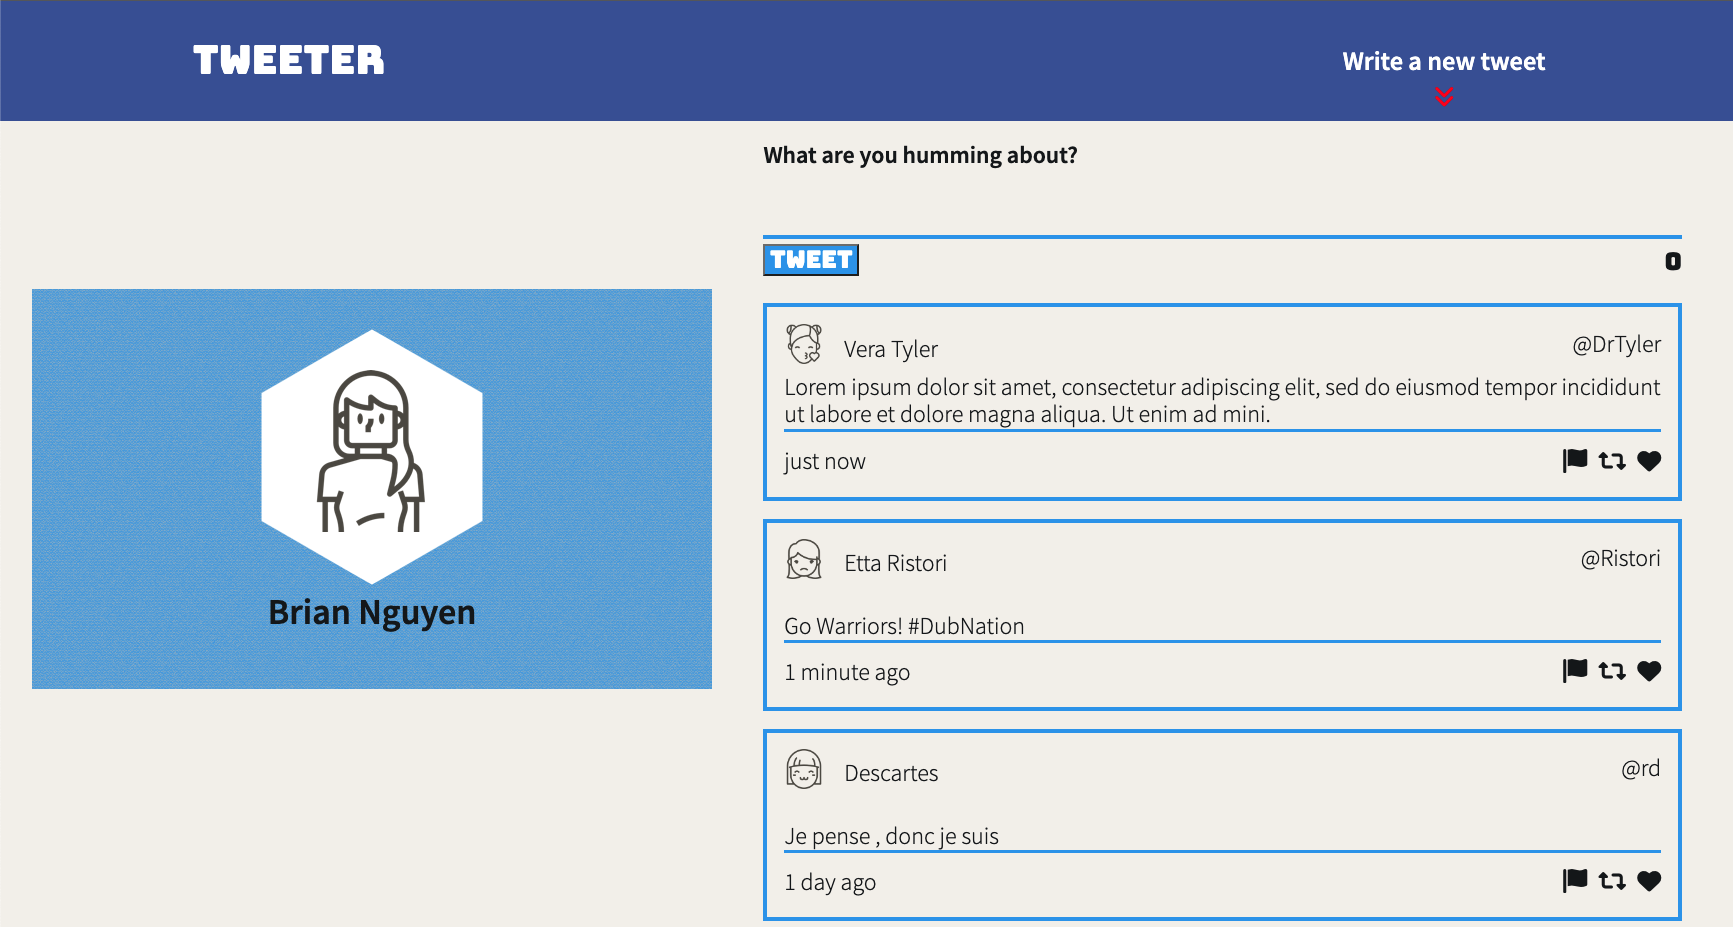 TWEETER
Write a new tweet
What are you humming about?
TWEET
0
Brian Nguyen
Vera Tyler
@DrTyler
Lorem ipsum dolor sit amet, consectetur adipiscing elit, sed do eiusmod tempor incididunt
ut labore et dolore magna aliqua. Ut enim ad mini.
just now
Etta Ristori
@Ristori
Go Warriors! #DubNation
1 minute ago
Descartes
@rd
Je pense , donc je suis
1 day ago